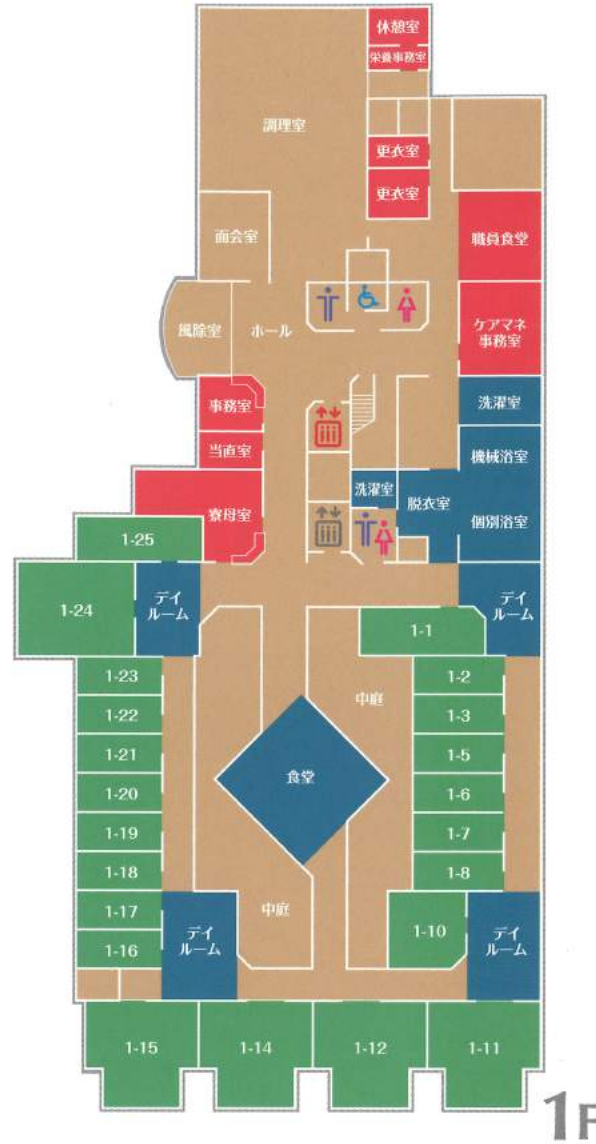 休憩室
栄養事務室
調理室
更衣室
更衣室
面会室
職員食堂
風除室
ホール
ケアマネ
事務室
事務室
洗濯室
当直室
機械浴室
洗濯室
脱衣室
寮母室
個別浴室
1-25
デイ
ルーム
1-24
デイ
ルーム
1-1
1-23
1-2
中庭
1-22
1-3
1-21
1-5
食堂
1-20
1-6
1-19
1-7
1-18
1-8
1-17
中庭
デイ
ルーム
1-10
デイ
ルーム
1-16
1-15
1-14
1-12
1-11
1F